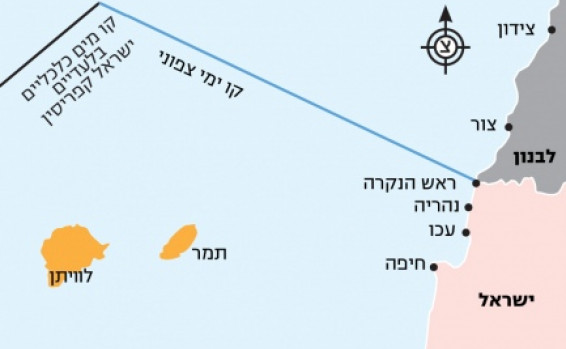 צידון
צור
לבנון
קו מים כלכליים
בלעדיים
ישראל קפריסין
קו ימי צפוני
צ
ראש הנקרה
נהריה
עכו
חיפה
תמר
לוויתן
ישראל